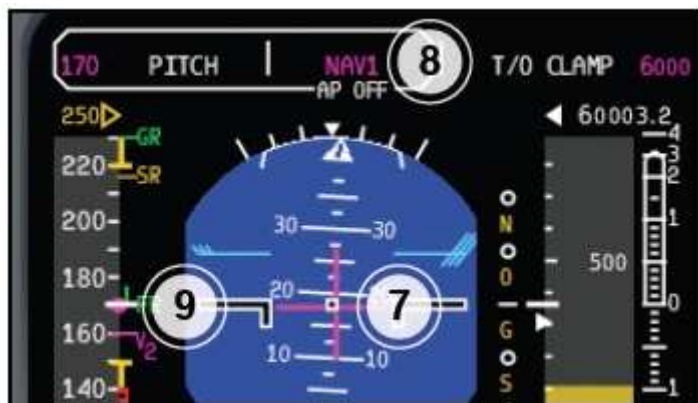 170 PITCH NAV1 8 T/O CLAMP 6000
AP OFF
250 60003.2
GR 4
220 3
SR 2
200 N 1
30 30
O 500
180
20 0
9 7
160 G
V2
10 10
S
140 1